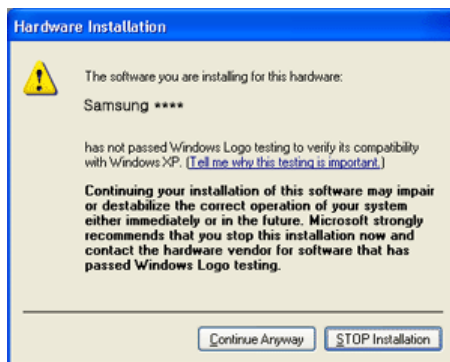 Hardware Installation
The software you are installing for this hardware:
Samsung ****
has not passed Windows Logo testing to verify its compatibility
with Windows XP. (Tell me why this testing is important.)
Continuing your installation of this software may impair
or destabilize the correct operation of your system
either immediately or in the future. Microsoft strongly
recommends that you stop this installation now and
contact the hardware vendor for software that has
passed Windows Logo testing.
Continue Anyway
STOP Installation